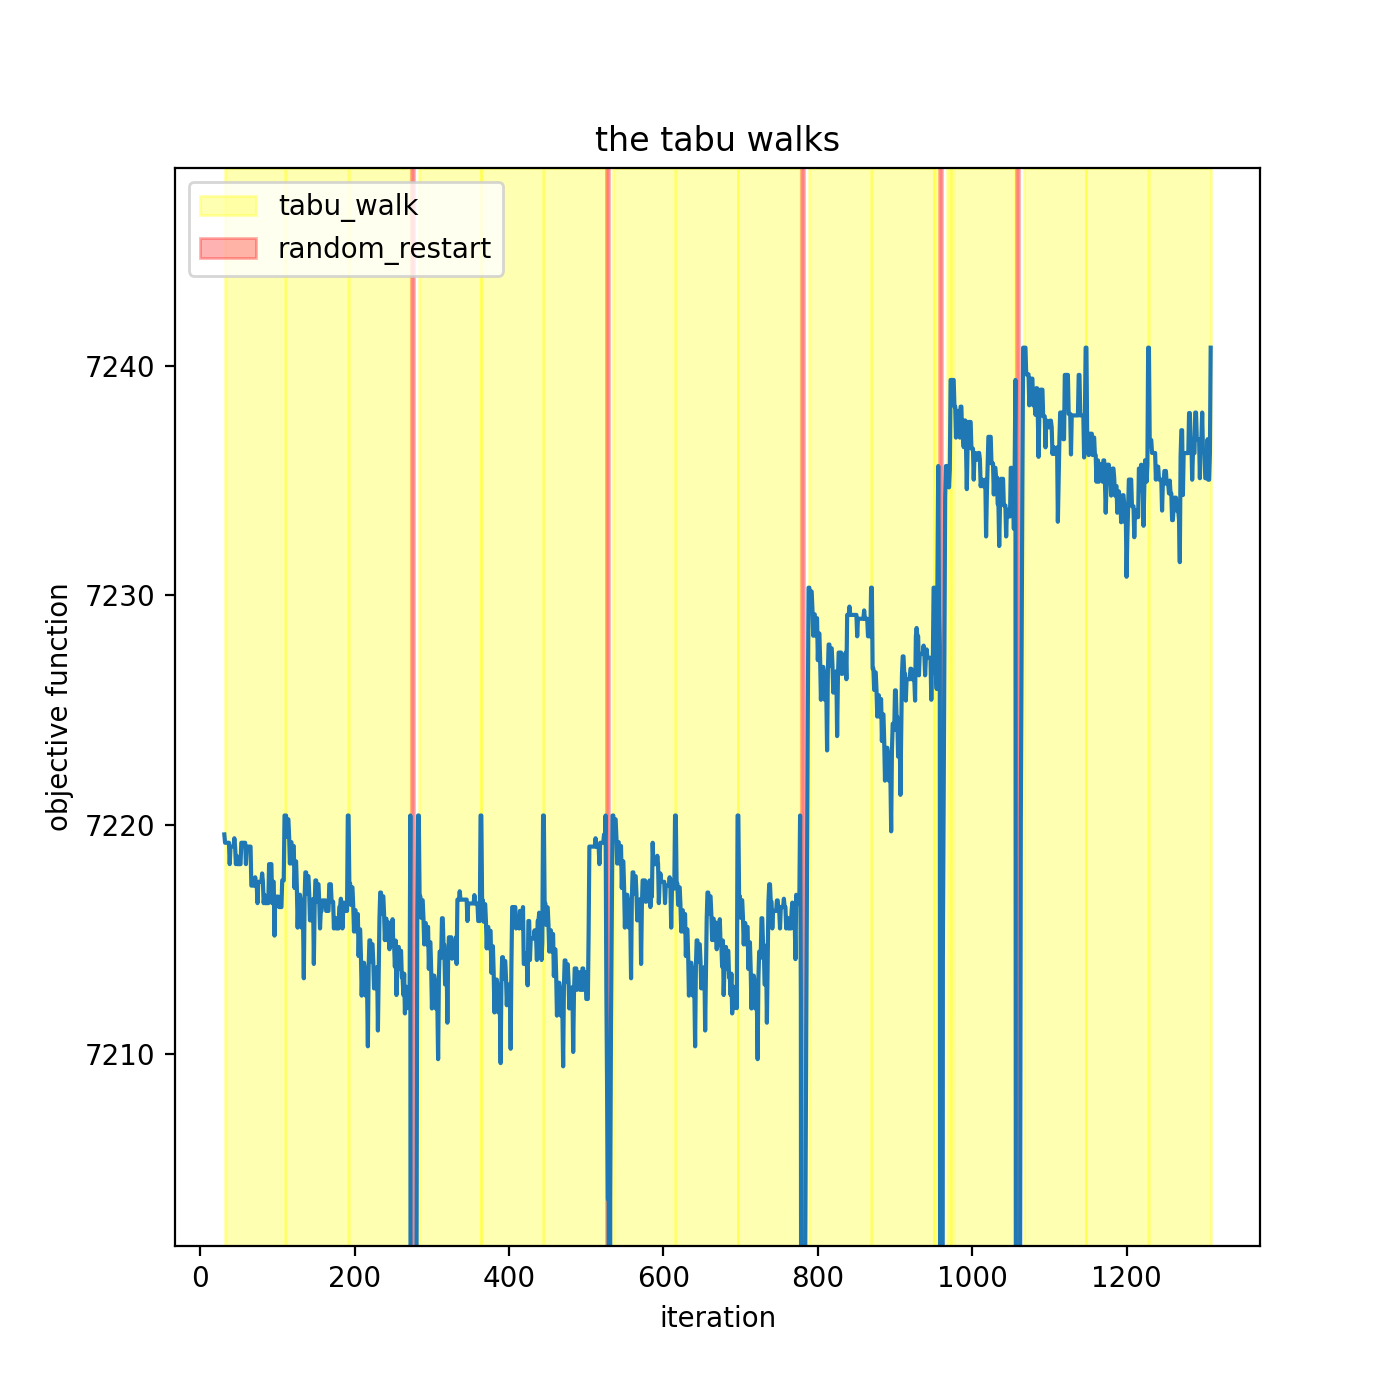 the tabu walks
tabu_walk
random_restart
7240
7230
7220
7210
objective function
0 200 400 600 800 1000 1200
iteration